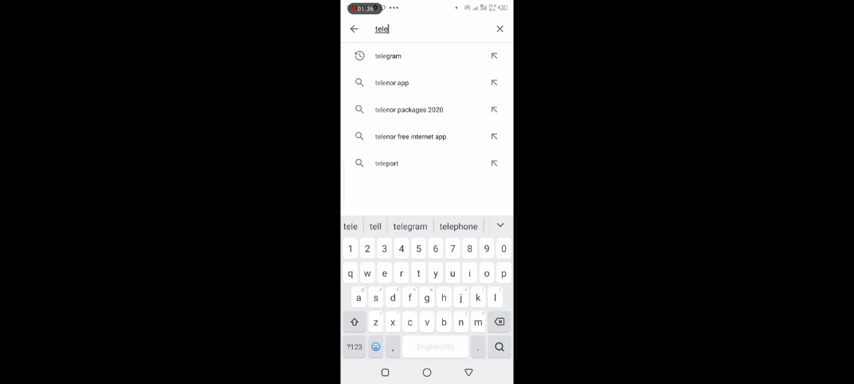 01:36
tele
telegram
telenor app
telenor packages 2020
telenor free internet app
teleport
tele tell telegram telephone
1 2 3 4 5 6 7 8 9 0
q w e r t y u i o p
a s d f g h j k l
z x c v b n m
?123 , English(US) .